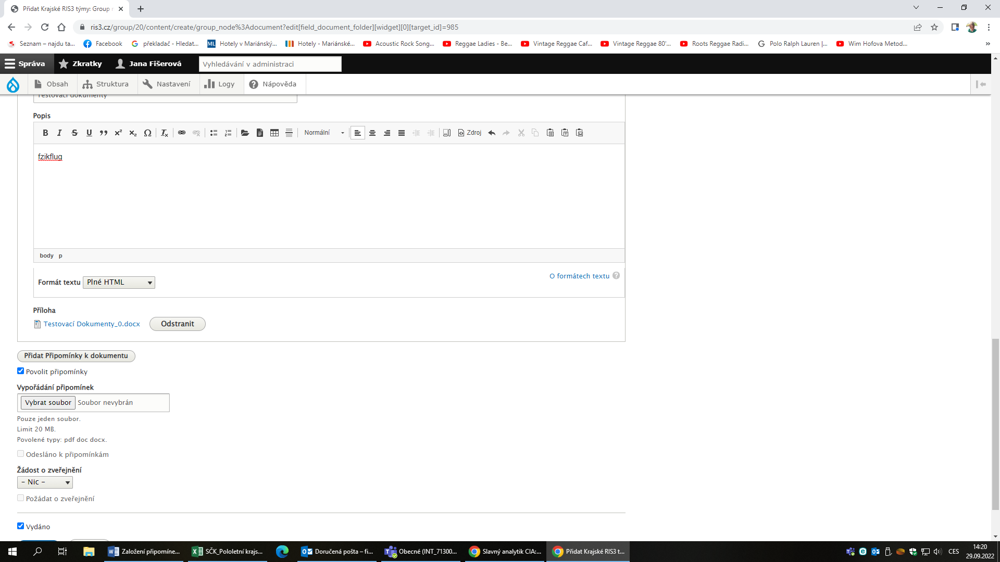 Přidat Krajské RIS3 týmy: Group
ris3.cz/group/20/content/create/group_node%3Adocument?edit[field_document_folder][widget][0][target_id]=985
Seznam – najdu ta...
Facebook
překladač - Hledat...
ML Hotely v Mariánský...
Hotely - Mariánské...
Acoustic Rock Song...
Reggae Ladies - Be...
Vintage Reggae Caf...
Vintage Reggae 80'...
Roots Reggae Radi...
Polo Ralph Lauren |...
Wim Hofova Metod...
»
Správa
Zkratky
Jana Fišerová
Vyhledávání v administraci
Obsah
Struktura
Nastavení
Logy
Nápověda
Testovací dokumenty
Popis
B I S U Normální Zdroj
fzikflug
body p
Formát textu Plné HTML
O formátech textu ?
Příloha
Testovací Dokumenty_0.docx Odstranit
Přidat Připomínky k dokumentu
Povolit připomínky
Vypořádání připomínek
Vybrat soubor Soubor nevybrán
Pouze jeden soubor.
Limit 20 MB.
Povolené typy: pdf doc docx.
Odesláno k připomínkám
Žádost o zveřejnění
- Nic -
Požádat o zveřejnění
Vydáno
Založení připomíne...
SČK_Pololetní krajs...
Doručená pošta – fi...
Obecné (INT_71300...
Slavný analytik CIA:...
Přidat Krajské RIS3 t...
CES
14:20
29.09.2022